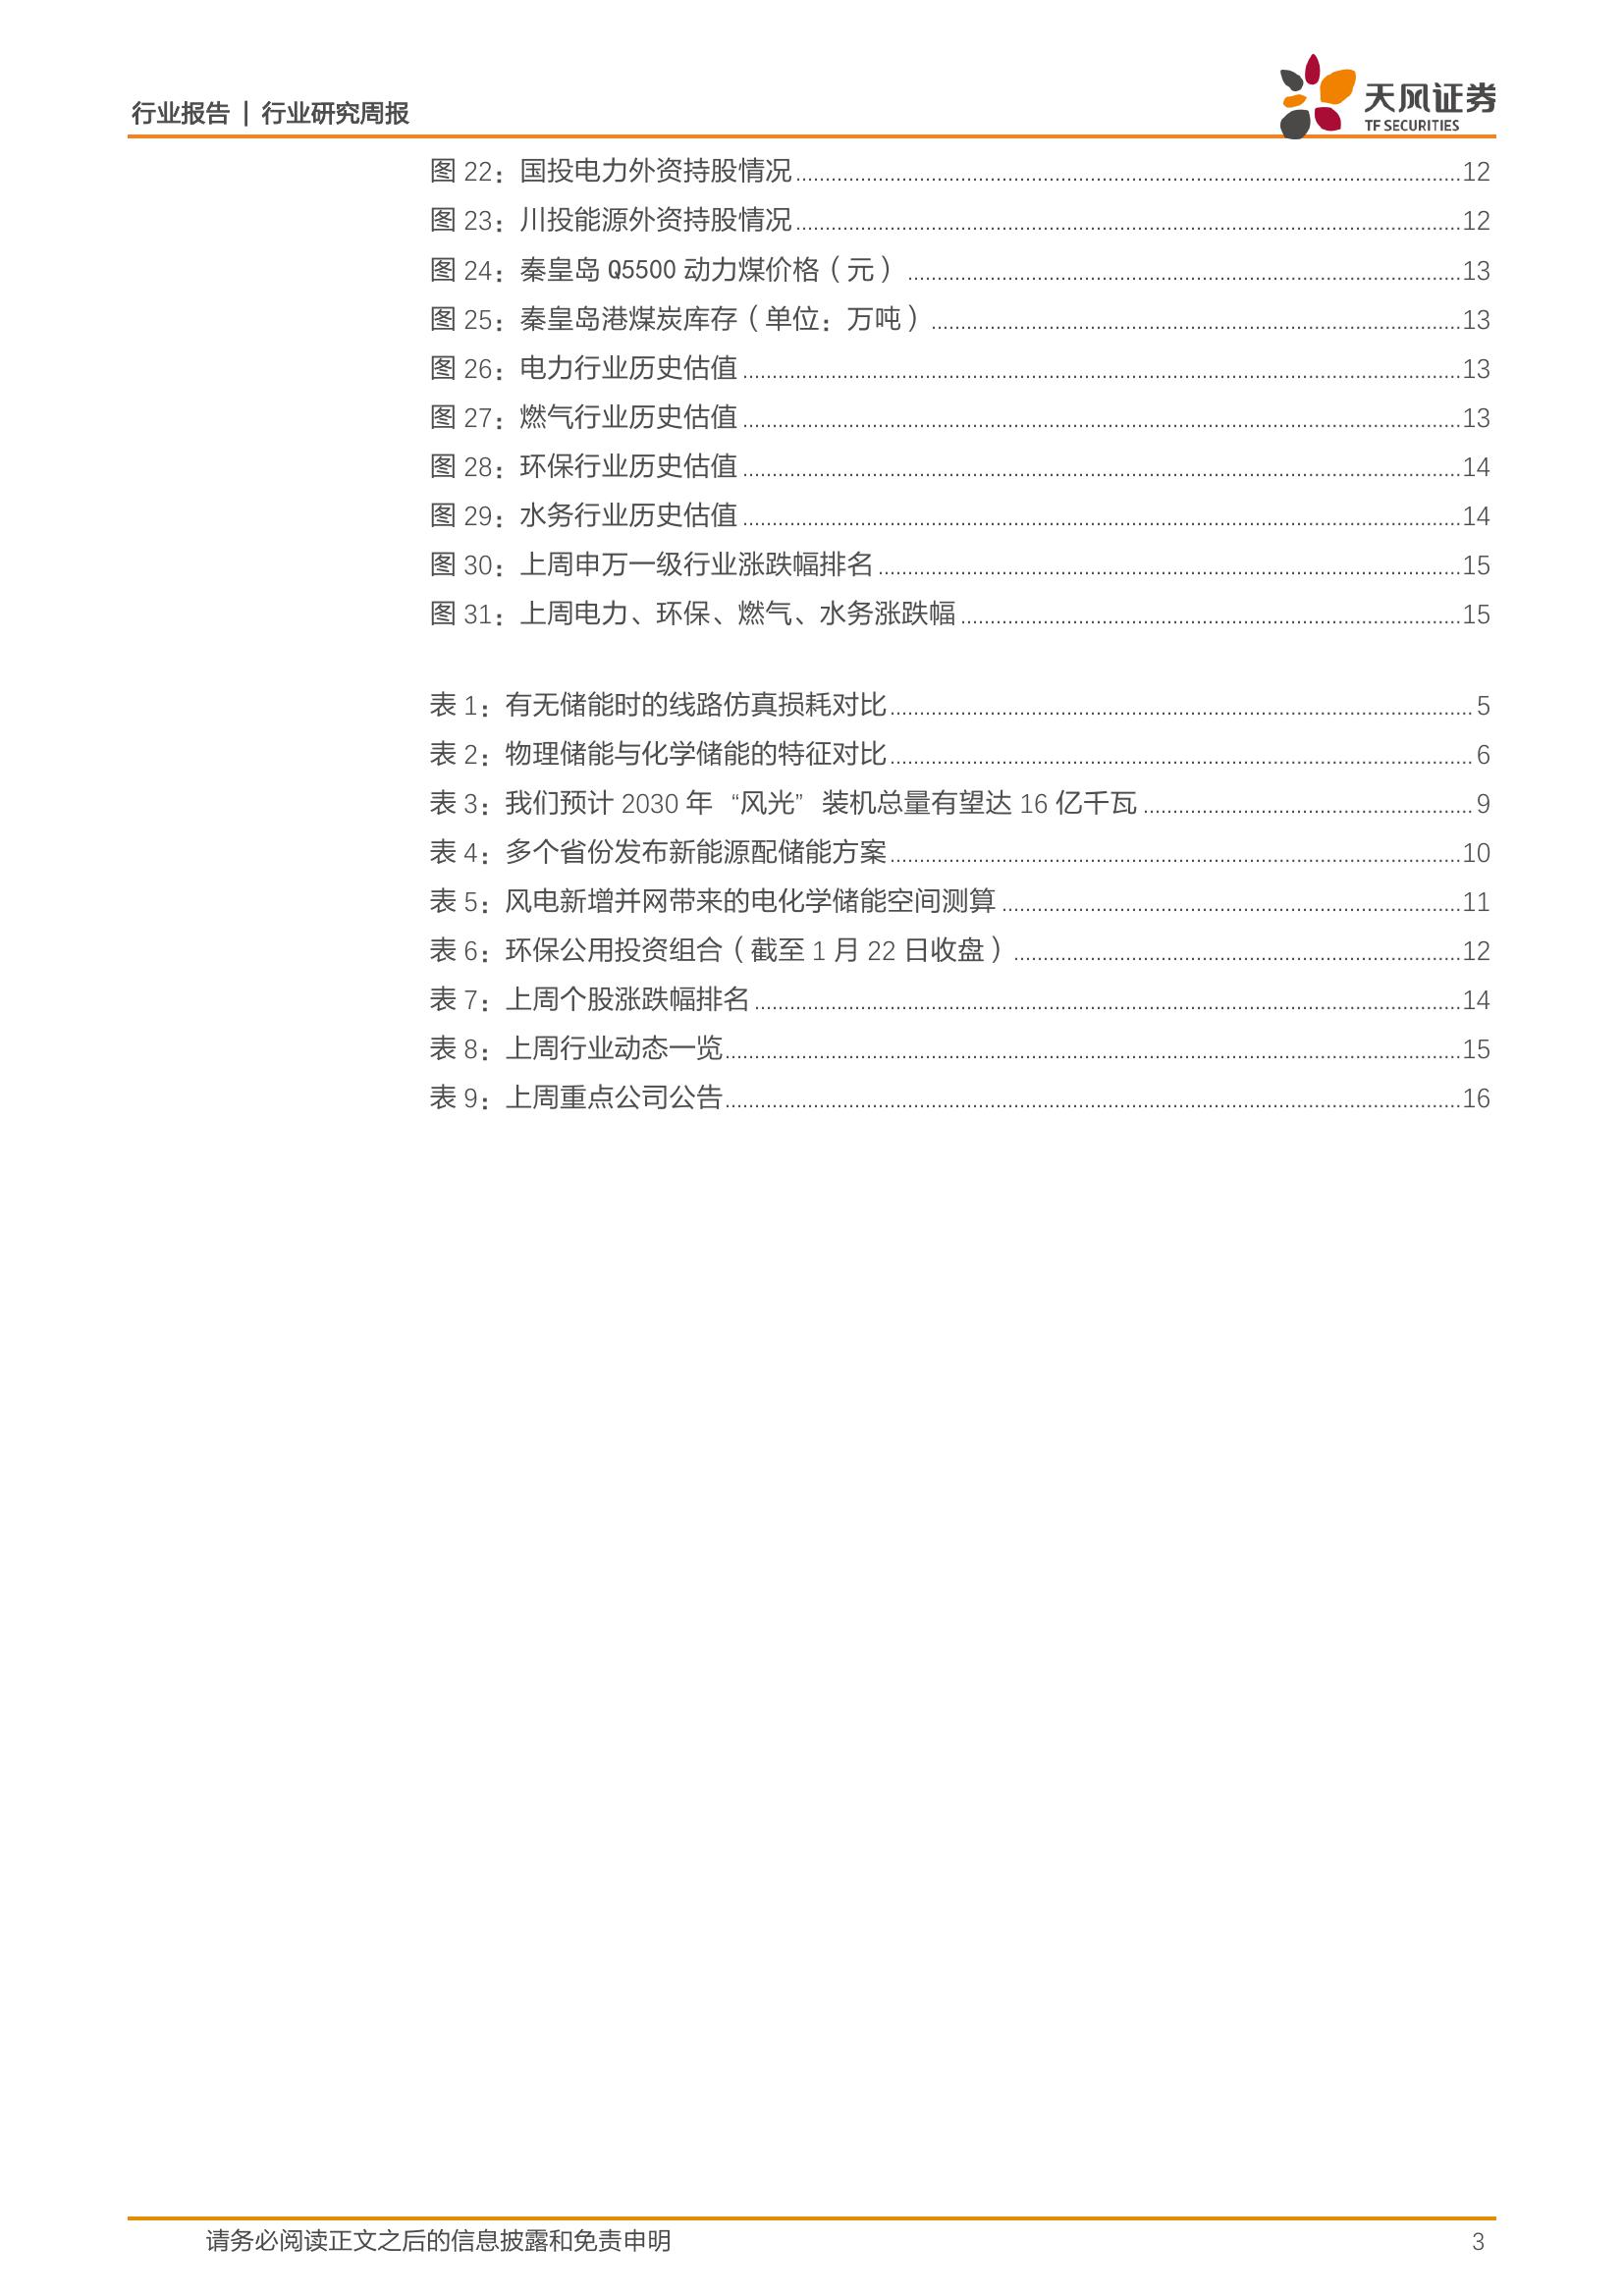 行业报告 | 行业研究周报
天风证券
TF SECURITIES
图 22：国投电力外资持股情况 12
图 23：川投能源外资持股情况 12
图 24：秦皇岛 Q5500 动力煤价格（元） 13
图 25：秦皇岛港煤炭库存（单位：万吨） 13
图 26：电力行业历史估值 13
图 27：燃气行业历史估值 13
图 28：环保行业历史估值 14
图 29：水务行业历史估值 14
图 30：上周申万一级行业涨跌幅排名 15
图 31：上周电力、环保、燃气、水务涨跌幅 15
表 1：有无储能时的线路仿真损耗对比 5
表 2：物理储能与化学储能的特征对比 6
表 3：我们预计 2030 年 “风光” 装机总量有望达 16 亿千瓦 9
表 4：多个省份发布新能源配储能方案 10
表 5：风电新增并网带来的电化学储能空间测算 11
表 6：环保公用投资组合（截至 1 月 22 日收盘） 12
表 7：上周个股涨跌幅排名 14
表 8：上周行业动态一览 15
表 9：上周重点公司公告 16
请务必阅读正文之后的信息披露和免责申明 3